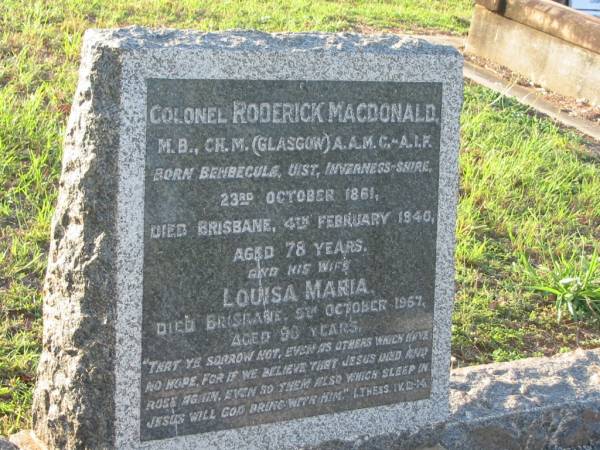 COLONEL RODERICK MACDONALD.
M.B., CH.M. (GLASGOW) A.A.M.C.-A.I.F.
BORN BENBECULA, UIST, INVERNESS-SHIRE,
23RD OCTOBER 1861,
DIED BRISBANE, 4TH FEBRUARY 1940,
AGED 78 YEARS.
AND HIS WIFE
LOUISA MARIA.
DIED BRISBANE, 5TH OCTOBER 1957,
AGED 90 YEARS.
"THAT YE SORROW NOT, EVEN AS OTHERS WHICH HAVE
NO HOPE, FOR IF WE BELIEVE THAT JESUS DIED AND
ROSE AGAIN, EVEN SO THEM ALSO WHICH SLEEP IN
JESUS WILL GOD BRING WITH HIM." I.THESS. IV.